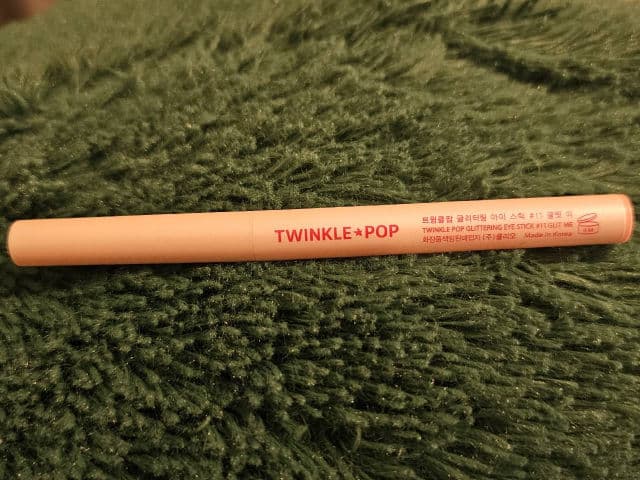 TWINKLE★POP
트윙클팝 글리터링 아이 스틱 #11 글릿 미
TWINKLE POP GLITTERING EYE STICK #11 GLIT ME
화장품책임판매업자 (주)클리오 Made in Korea